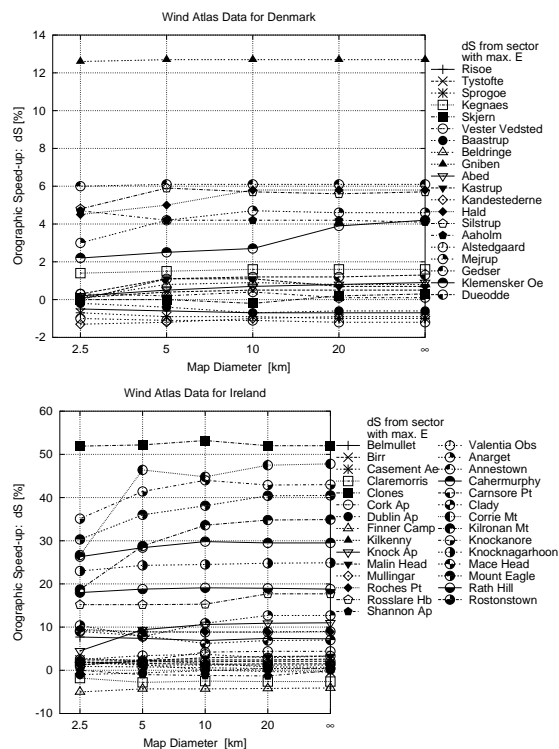 Wind Atlas Data for Denmark
14
12
10
8
6
4
2
0
-2
2.5
5
10
20
∞
Orographic Speed-up: dS [%]
Map Diameter [km]
dS from sector
with max. E
Risoe
Tystofte
Sprogoe
Kegnaes
Skjern
Vester Vedsted
Baastrup
Beldringe
Gniben
Abed
Kastrup
Kandestederne
Hald
Silstrup
Aaholm
Alstedgaard
Mejrup
Gedser
Klemensker Oe
Dueodde
Wind Atlas Data for Ireland
60
50
40
30
20
10
0
-10
2.5
5
10
20
∞
Orographic Speed-up: dS [%]
Map Diameter [km]
dS from sector
with max. E
Belmullet
Birr
Casement Ae
Claremorris
Clones
Cork Ap
Dublin Ap
Finner Camp
Kilkenny
Knock Ap
Malin Head
Mullingar
Roches Pt
Rosslare Hb
Shannon Ap
Valentia Obs
Anarget
Annestown
Cahermurphy
Carnsore Pt
Clady
Corrie Mt
Kilronan Mt
Knockanore
Knocknagarhoon
Mace Head
Mount Eagle
Rath Hill
Rostonstown